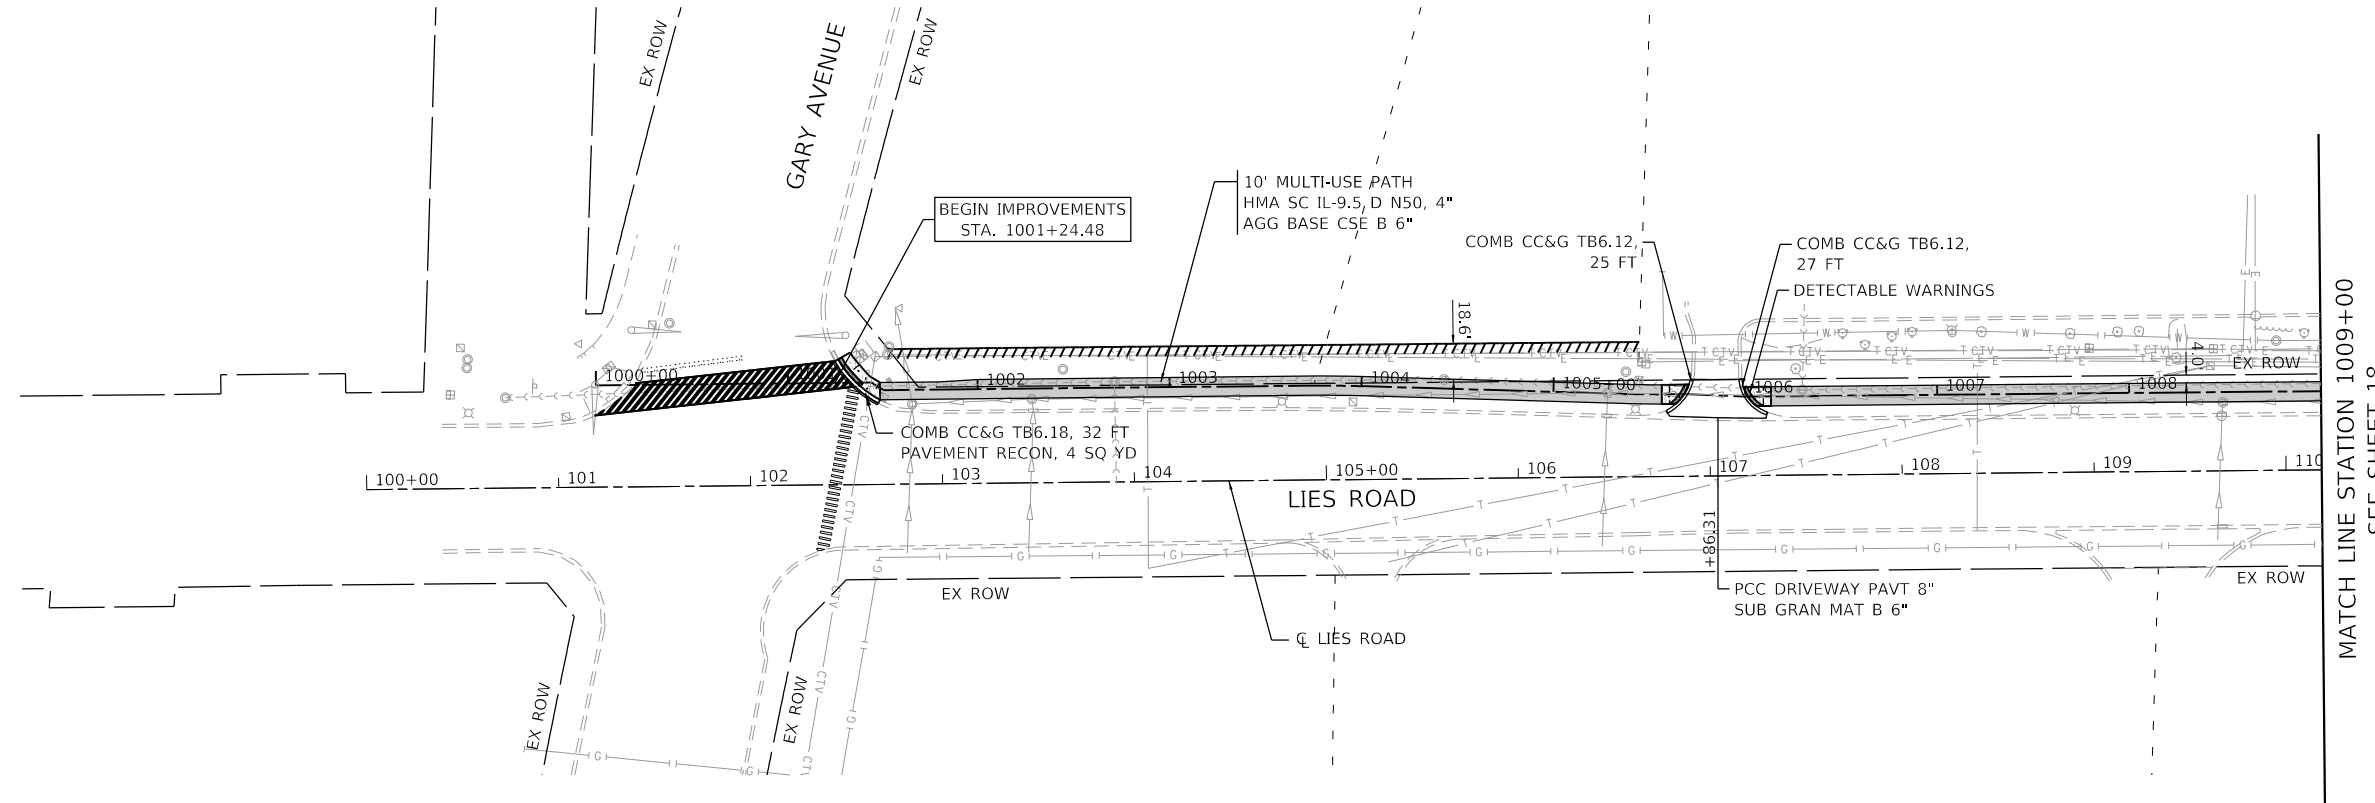 EX ROW
GARY AVENUE
EX ROW
BEGIN IMPROVEMENTS
STA. 1001+24.48
10' MULTI-USE PATH
HMA SC IL-9.5 D N50, 4"
AGG BASE CSE B 6"
COMB CC&G TB6.12,
25 FT
COMB CC&G TB6.12,
27 FT
DETECTABLE WARNINGS
18.6'
4.0'
EX ROW
1000+00
1002
1003
1004
1005+00
1006
1007
1008
COMB CC&G TB6.18, 32 FT
PAVEMENT RECON, 4 SQ YD
100+00
101
102
103
104
105+00
106
107
108
109
110
LIES ROAD
+86.31
EX ROW
EX ROW
PCC DRIVEWAY PAVT 8"
SUB GRAN MAT B 6"
℄ LIES ROAD
EX ROW
EX ROW
MATCH LINE STATION 1009+00
SEE SHEET 18